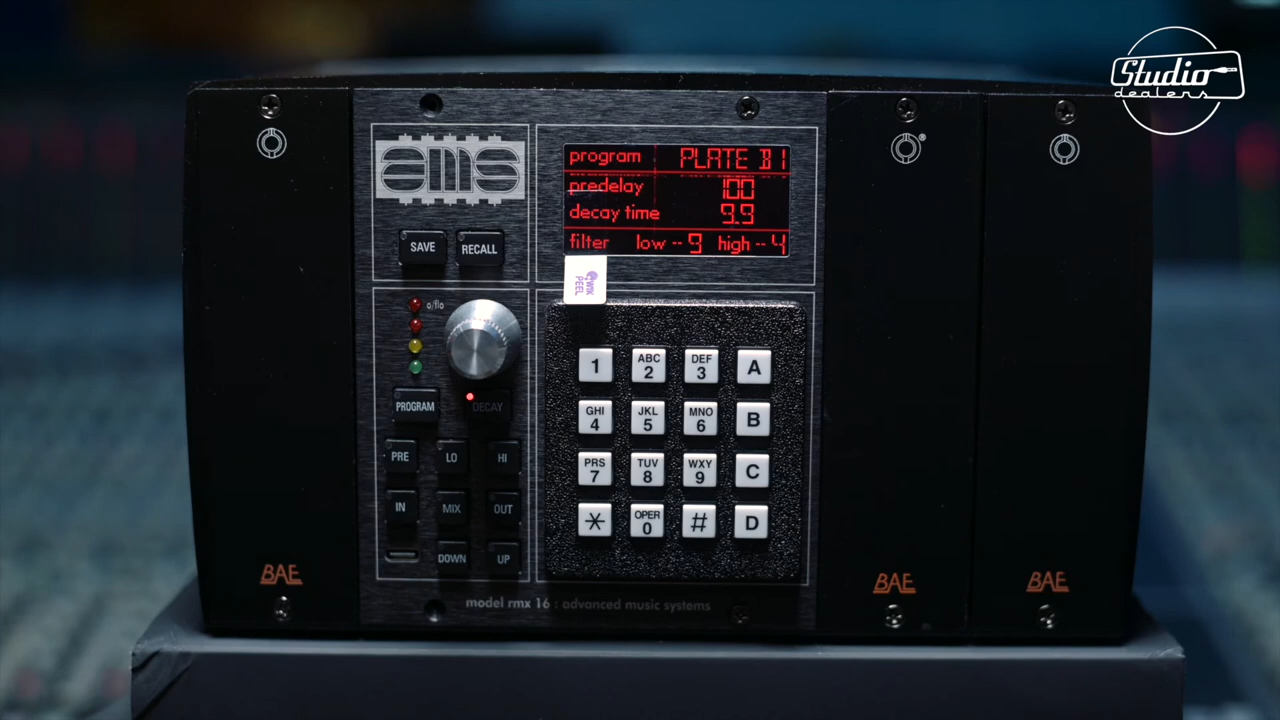 Studio
dealers
ams
program PLATE B1
predelay 100
decay time 9.9
filter low -- 9 high -- 4
SAVE
RECALL
QWIK
PEEL
o/flo
PROGRAM
DECAY
PRE
LO
HI
IN
MIX
OUT
DOWN
UP
1
ABC
2
DEF
3
A
GHI
4
JKL
5
MNO
6
B
PRS
7
TUV
8
WXY
9
C
*
OPER
0
#
D
BAE
BAE
BAE
model rmx 16 : advanced music systems